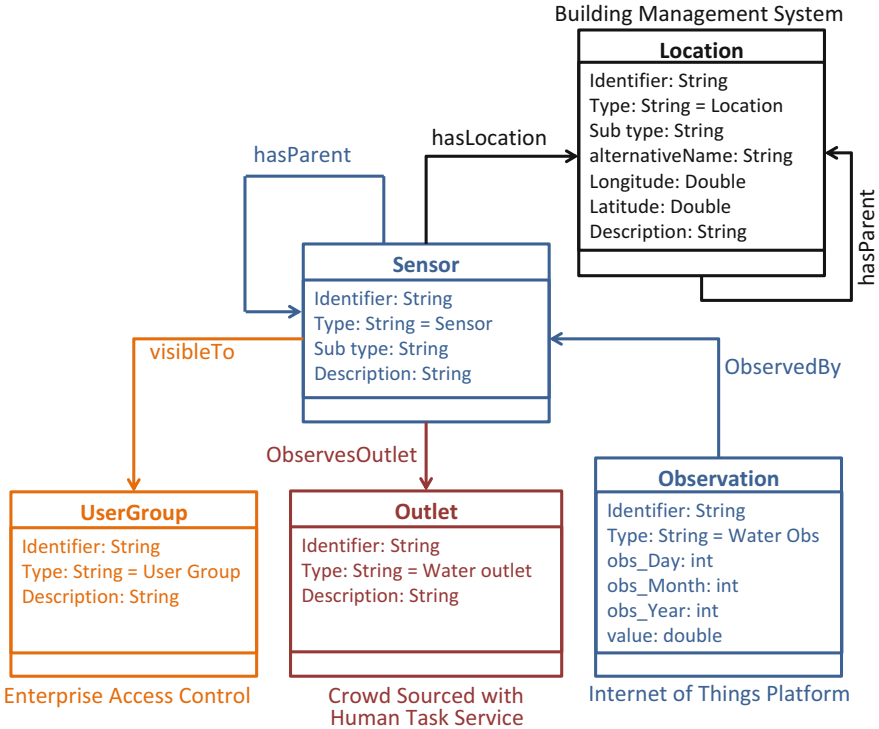 Building Management System
Location
Identifier: String
Type: String = Location
Sub type: String
alternativeName: String
Longitude: Double
Latitude: Double
Description: String
hasLocation
hasParent
hasParent
Sensor
Identifier: String
Type: String = Sensor
Sub type: String
Description: String
visibleTo
ObservedBy
ObservesOutlet
UserGroup
Identifier: String
Type: String = User Group
Description: String
Enterprise Access Control
Outlet
Identifier: String
Type: String = Water outlet
Description: String
Crowd Sourced with
Human Task Service
Observation
Identifier: String
Type: String = Water Obs
obs_Day: int
obs_Month: int
obs_Year: int
value: double
Internet of Things Platform